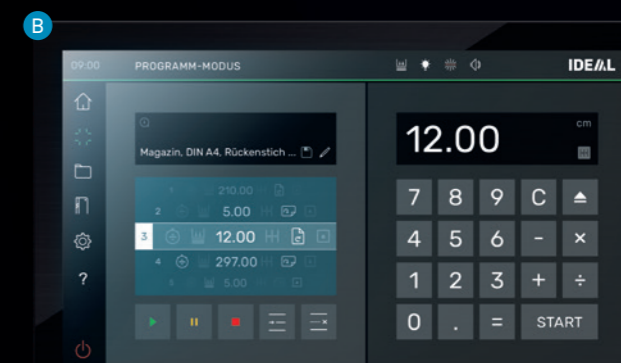 B
09:00 PROGRAMM-MODUS IDEAL
Magazin, DIN A4, Rückenstich ...
1 210.00
2 5.00
3 12.00
4 297.00
5 5.00
?
12.00 cm
7 8 9 C
4 5 6 - ×
1 2 3 + ÷
0 . = START